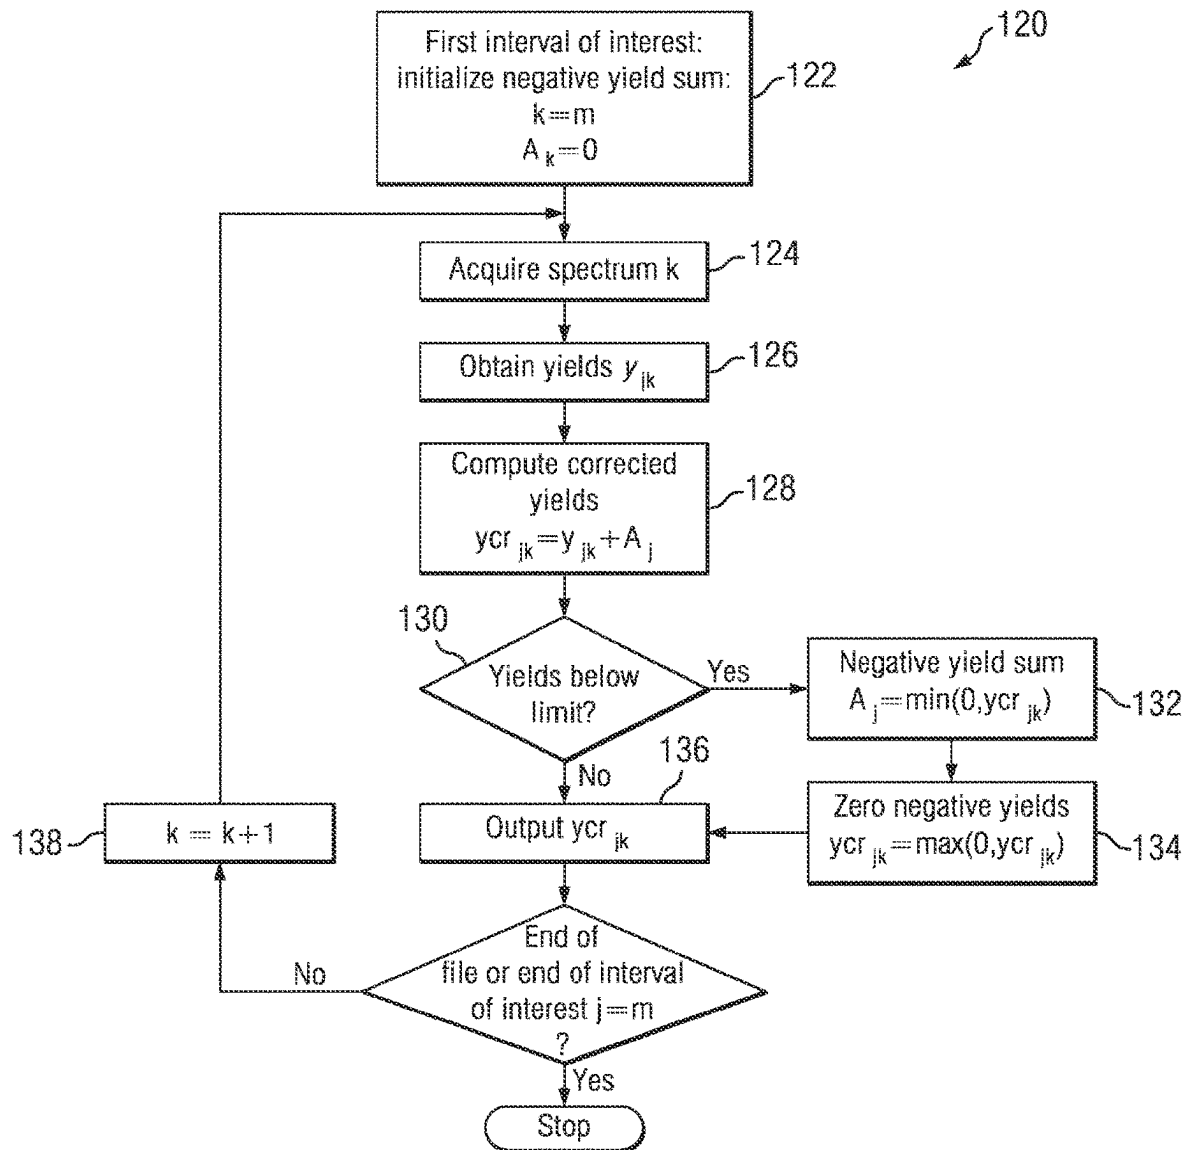 120
First interval of interest:
initialize negative yield sum:
k=m
A k=0
122
Acquire spectrum k
124
Obtain yields y jk
126
Compute corrected
yields
ycr jk=y jk+A j
128
130
Yields below
limit?
Yes
Negative yield sum
A j=min(0,ycr jk)
132
No
136
Output ycr jk
Zero negative yields
ycr jk=max(0,ycr jk)
134
138
k = k+1
End of
file or end of interval
of interest j=m
?
No
Yes
Stop